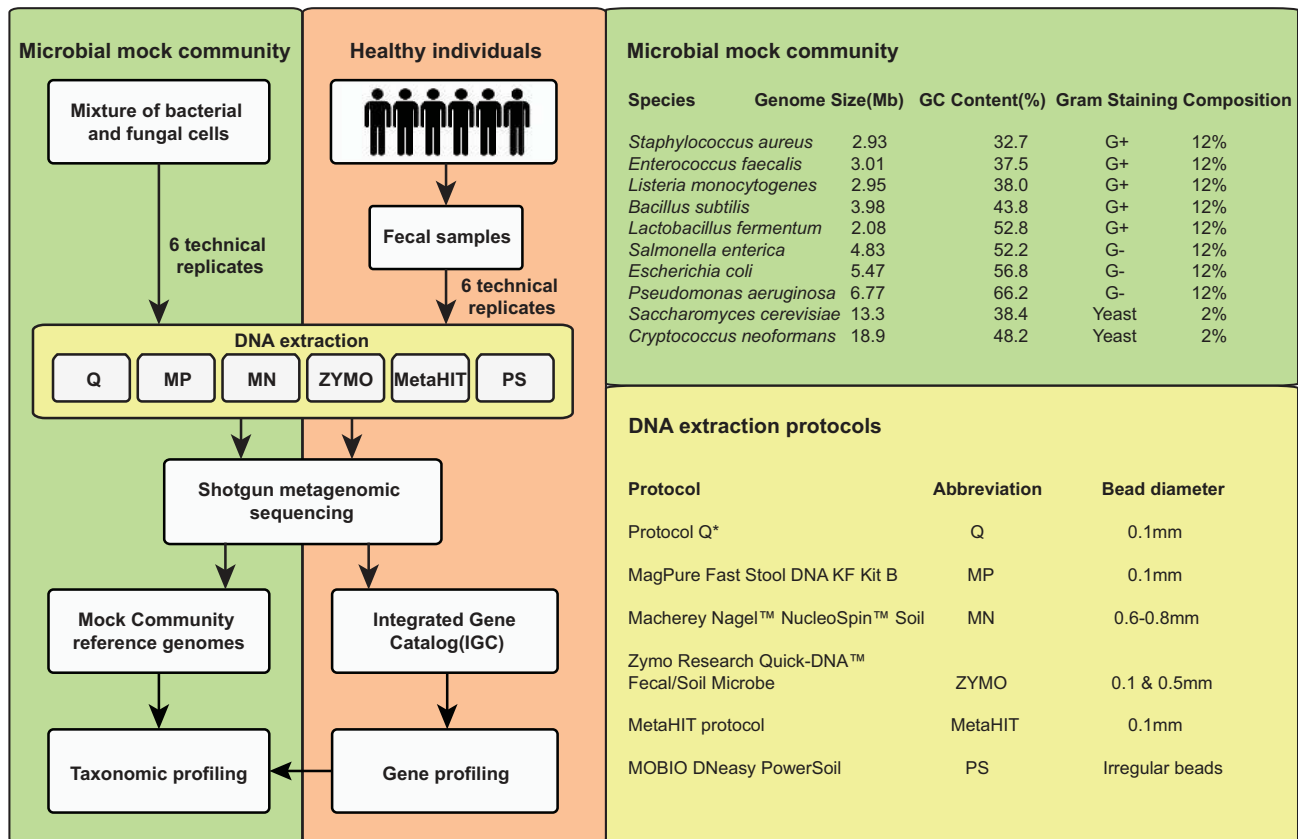 Microbial mock community
Mixture of bacterial
and fungal cells
6 technical
replicates
Healthy individuals
Fecal samples
6 technical
replicates
DNA extraction
Q MP MN ZYMO MetaHIT PS
Shotgun metagenomic
sequencing
Mock Community
reference genomes
Integrated Gene
Catalog(IGC)
Taxonomic profiling
Gene profiling
Microbial mock community
Species Genome Size(Mb) GC Content(%) Gram Staining Composition
Staphylococcus aureus 2.93 32.7 G+ 12%
Enterococcus faecalis 3.01 37.5 G+ 12%
Listeria monocytogenes 2.95 38.0 G+ 12%
Bacillus subtilis 3.98 43.8 G+ 12%
Lactobacillus fermentum 2.08 52.8 G+ 12%
Salmonella enterica 4.83 52.2 G- 12%
Escherichia coli 5.47 56.8 G- 12%
Pseudomonas aeruginosa 6.77 66.2 G- 12%
Saccharomyces cerevisiae 13.3 38.4 Yeast 2%
Cryptococcus neoformans 18.9 48.2 Yeast 2%
DNA extraction protocols
Protocol Abbreviation Bead diameter
Protocol Q* Q 0.1mm
MagPure Fast Stool DNA KF Kit B MP 0.1mm
Macherey Nagel™ NucleoSpin™ Soil MN 0.6-0.8mm
Zymo Research Quick-DNA™
Fecal/Soil Microbe ZYMO 0.1 & 0.5mm
MetaHIT protocol MetaHIT 0.1mm
MOBIO DNeasy PowerSoil PS Irregular beads